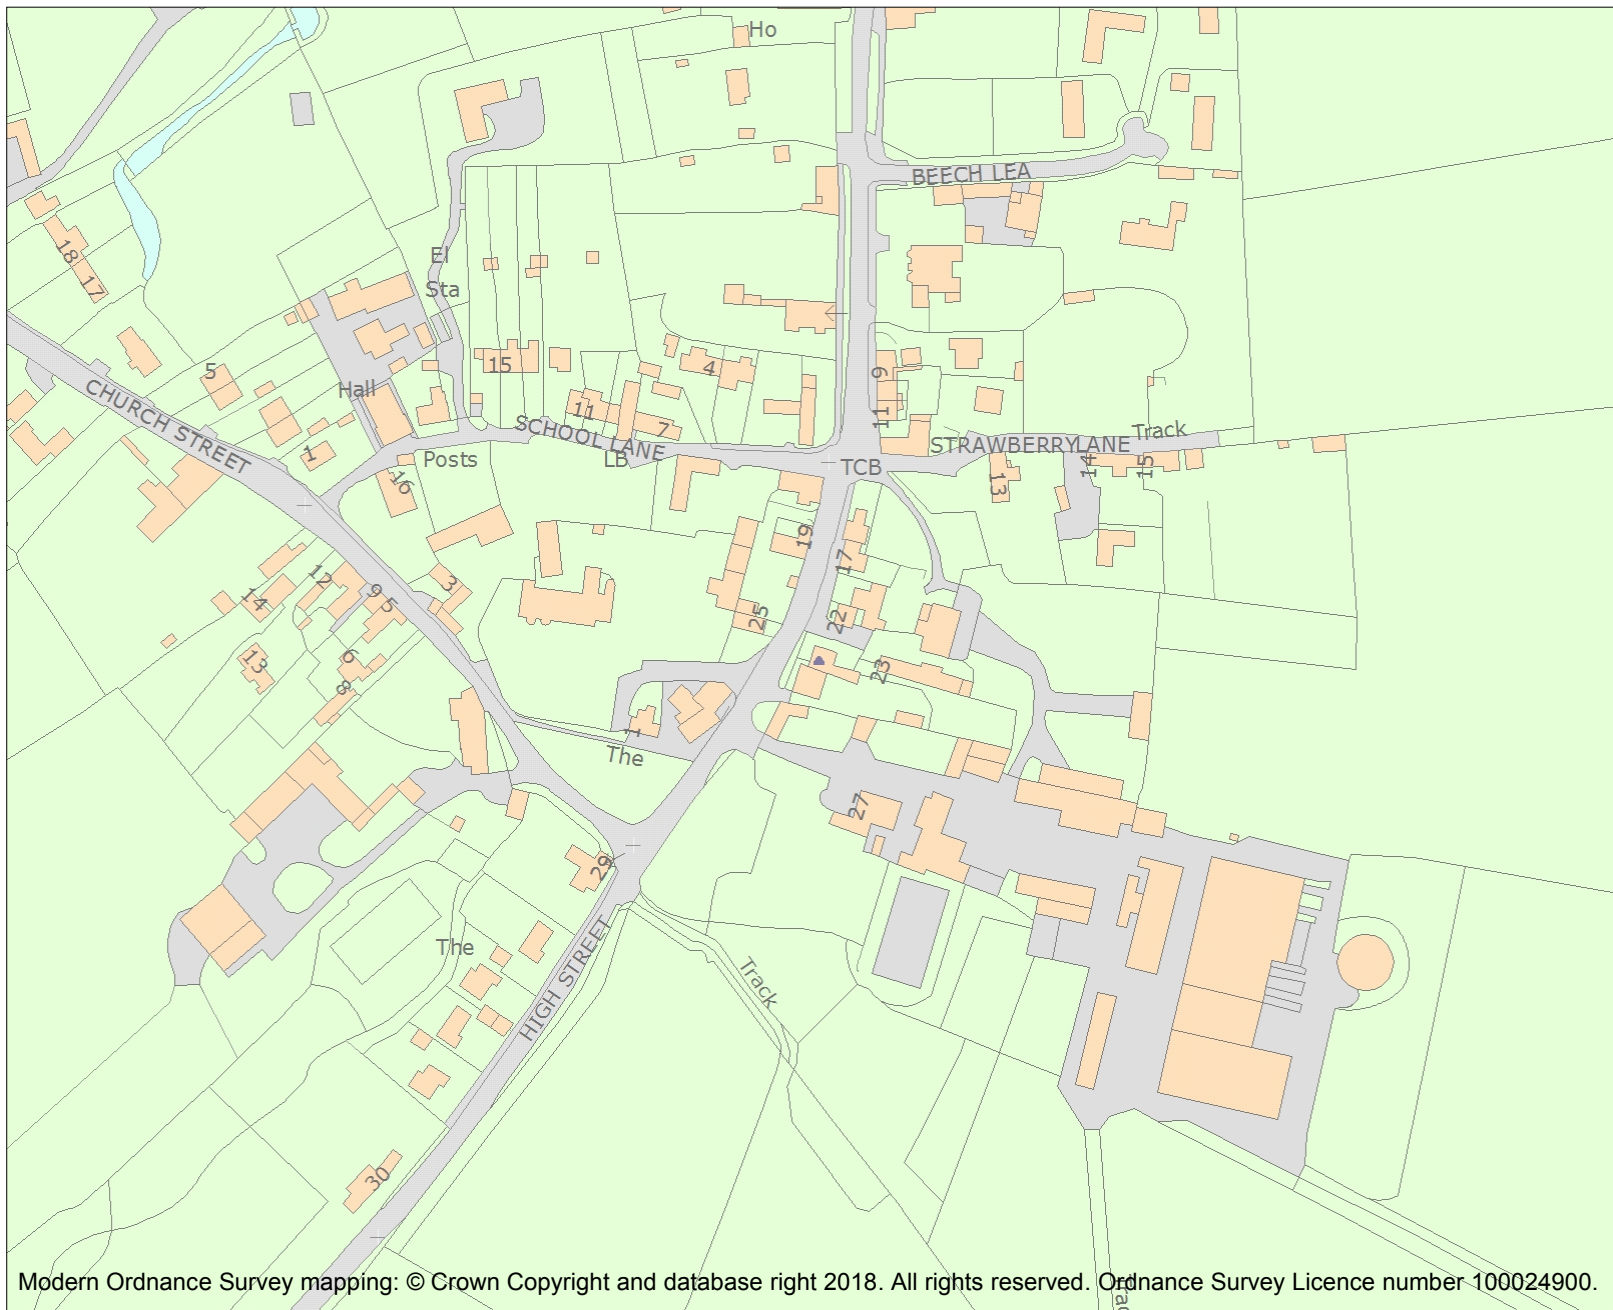 Ho
BEECH LEA
18
17
El
Sta
5
15
4
9
Hall
CHURCH STREET
11
11
7
SCHOOL LANE
STRAWBERRYLANE
Track
1
Posts
LB
TCB
16
13
14
15
19
17
12
14
9
5
3
25
22
13
6
8
23
1
The
27
29
The
HIGH STREET
Track
30
Modern Ordnance Survey mapping: © Crown Copyright and database right 2018. All rights reserved. Ordnance Survey Licence number 100024900.